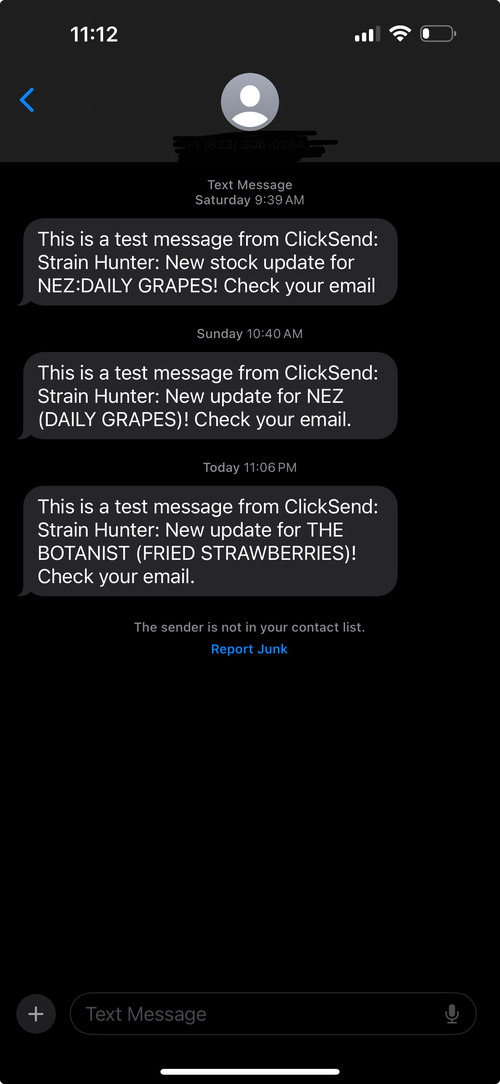 11:12
Text Message
Saturday 9:39 AM
This is a test message from ClickSend:
Strain Hunter: New stock update for
NEZ:DAILY GRAPES! Check your email
Sunday 10:40 AM
This is a test message from ClickSend:
Strain Hunter: New update for NEZ
(DAILY GRAPES)! Check your email.
Today 11:06 PM
This is a test message from ClickSend:
Strain Hunter: New update for THE
BOTANIST (FRIED STRAWBERRIES)!
Check your email.
The sender is not in your contact list.
Report Junk
Text Message